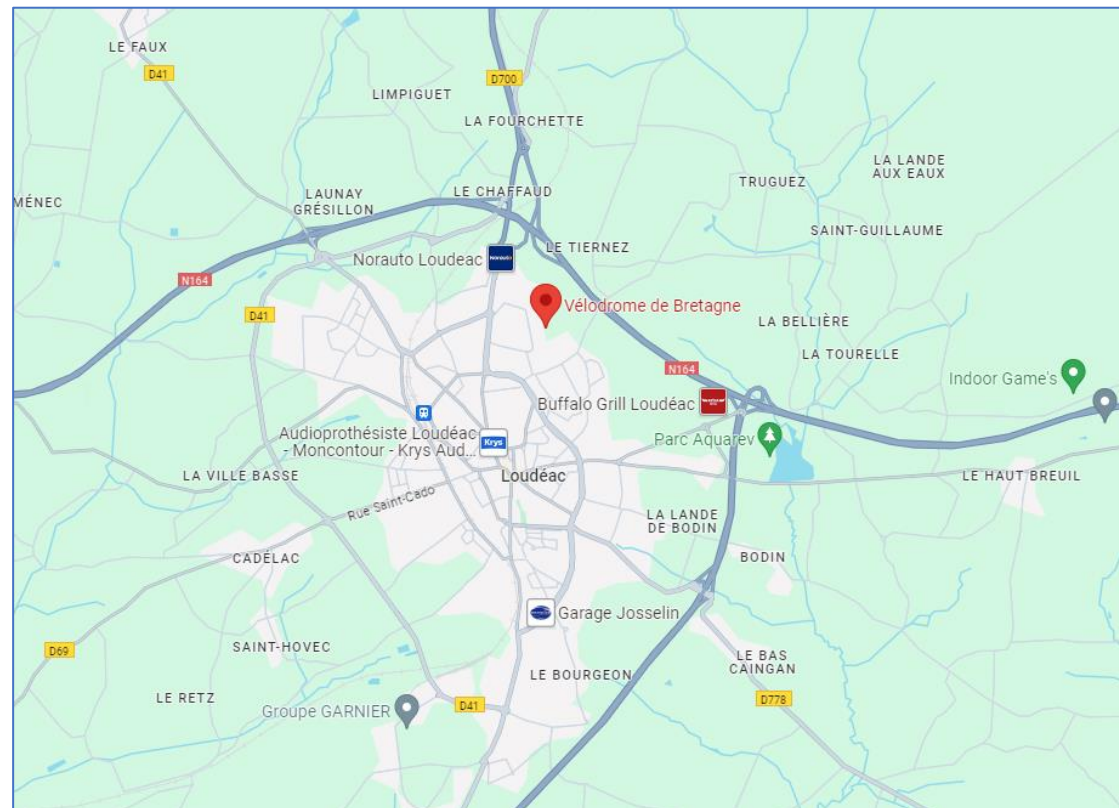 LE FAUX
D41
D700
LIMPIGUET
LA FOURCHETTE
LA LANDE
AUX EAUX
TRUGUEZ
MÉNEC
LAUNAY
GRÉSILLON
LE CHAFFAUD
SAINT-GUILLAUME
LE TIERNEZ
Norauto Loudeac
Norauto
N164
D41
Vélodrome de Bretagne
LA BELLIÈRE
LA TOURELLE
N164
Indoor Game's
Buffalo Grill Loudéac
Audioprothésiste Loudéac
- Moncontour - Krys Aud...
Krys
Parc Aquarev
LA VILLE BASSE
Loudéac
LE HAUT BREUIL
Rue Saint-Cado
LA LANDE
DE BODIN
CADÉLAC
BODIN
Garage Josselin
D69
SAINT-HOVEC
LE BAS
CAINGAN
LE BOURGEON
LE RETZ
Groupe GARNIER
D41
D778